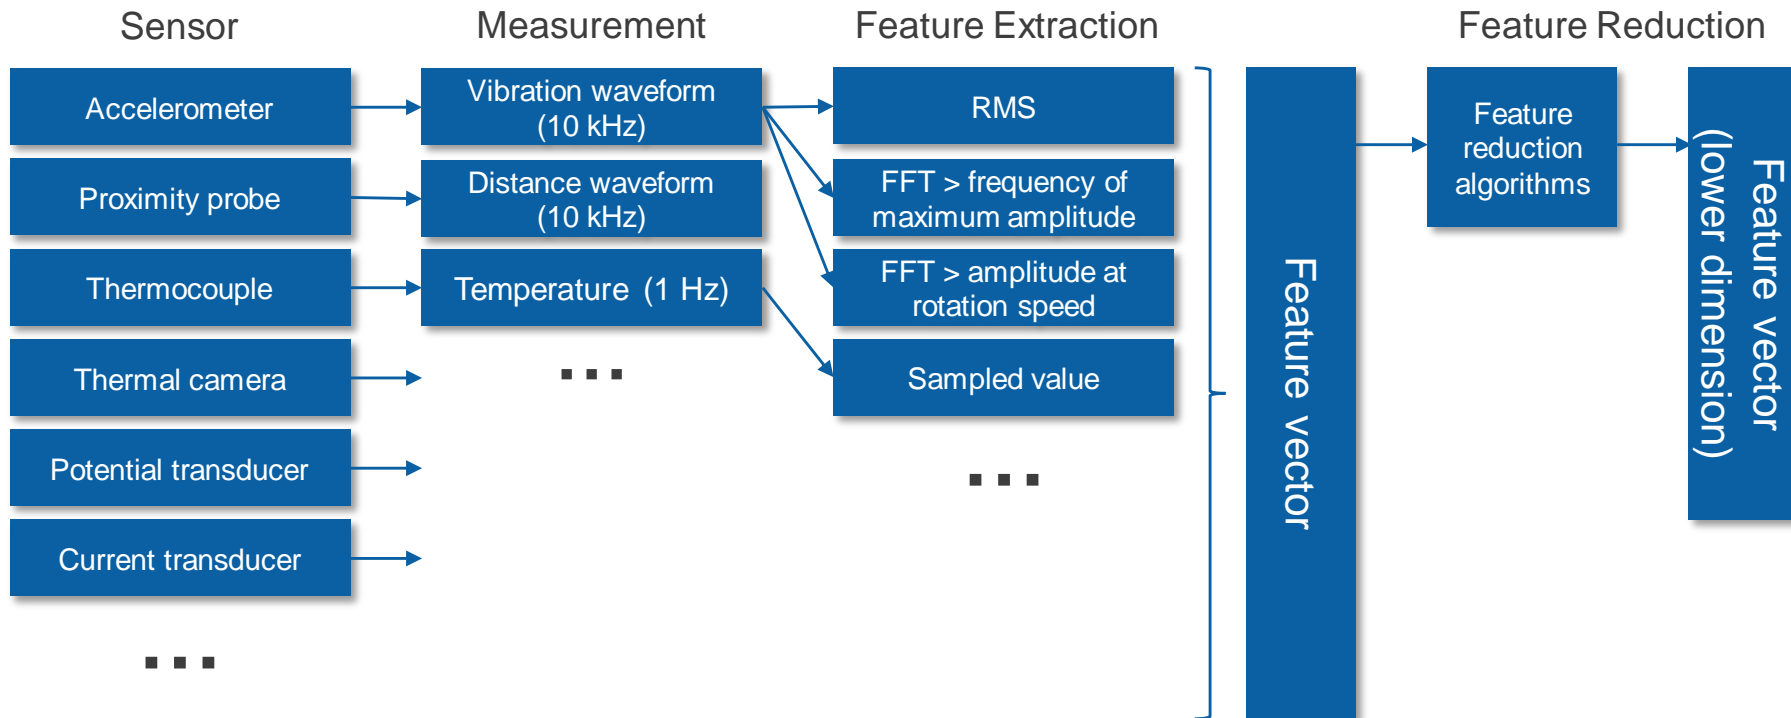 Sensor
Measurement
Feature Extraction
Feature Reduction
Accelerometer
Proximity probe
Thermocouple
Thermal camera
Potential transducer
Current transducer
...
Vibration waveform
(10 kHz)
Distance waveform
(10 kHz)
Temperature (1 Hz)
...
RMS
FFT > frequency of
maximum amplitude
FFT > amplitude at
rotation speed
Sampled value
...
Feature vector
Feature
reduction
algorithms
Feature vector
(lower dimension)